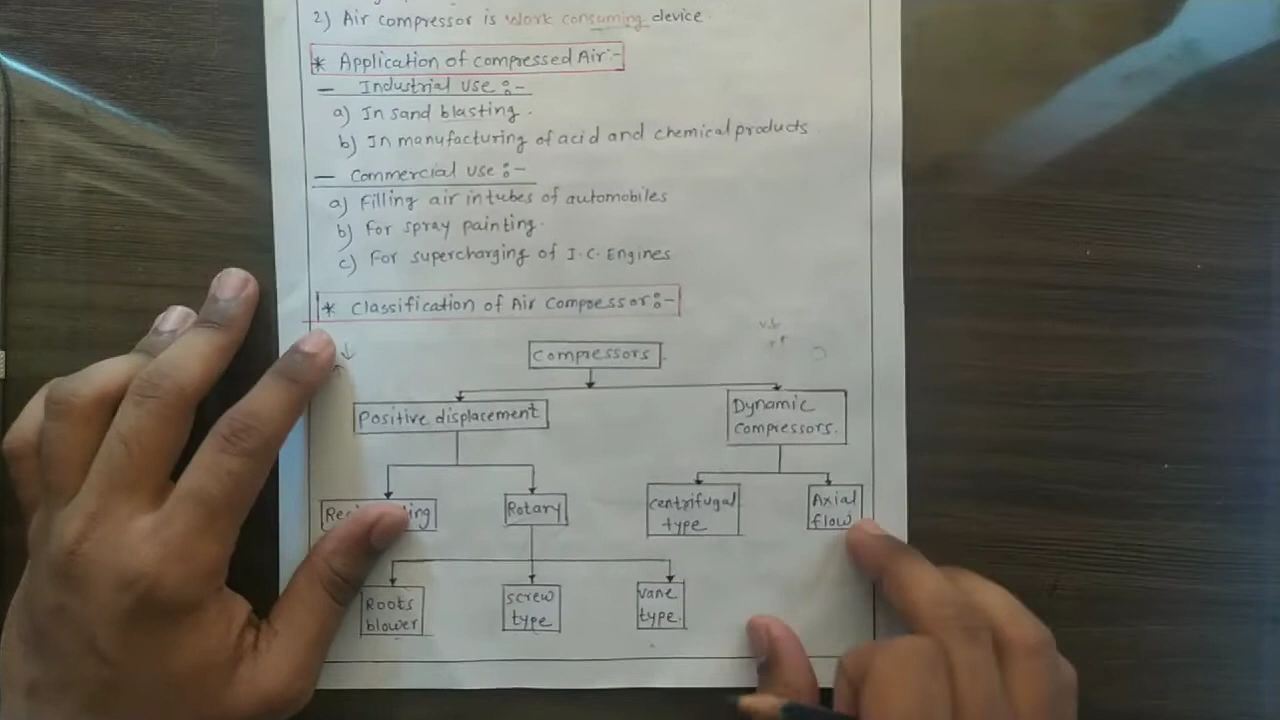 2) Air compressor is work consuming device.
* Application of compressed Air:-
— Industrial use :-
a) In sand blasting.
b) In manufacturing of acid and chemical products
— Commercial use :-
a) Filling air in tubes of automobiles
b) For spray painting.
c) For supercharging of I.C. Engines
* Classification of Air Compressor:-
Compressors
Positive displacement
Dynamic
Compressors.
Rotary
Centrifugal
type
Axial
flow
Roots
blower
screw
type
Vane
type.